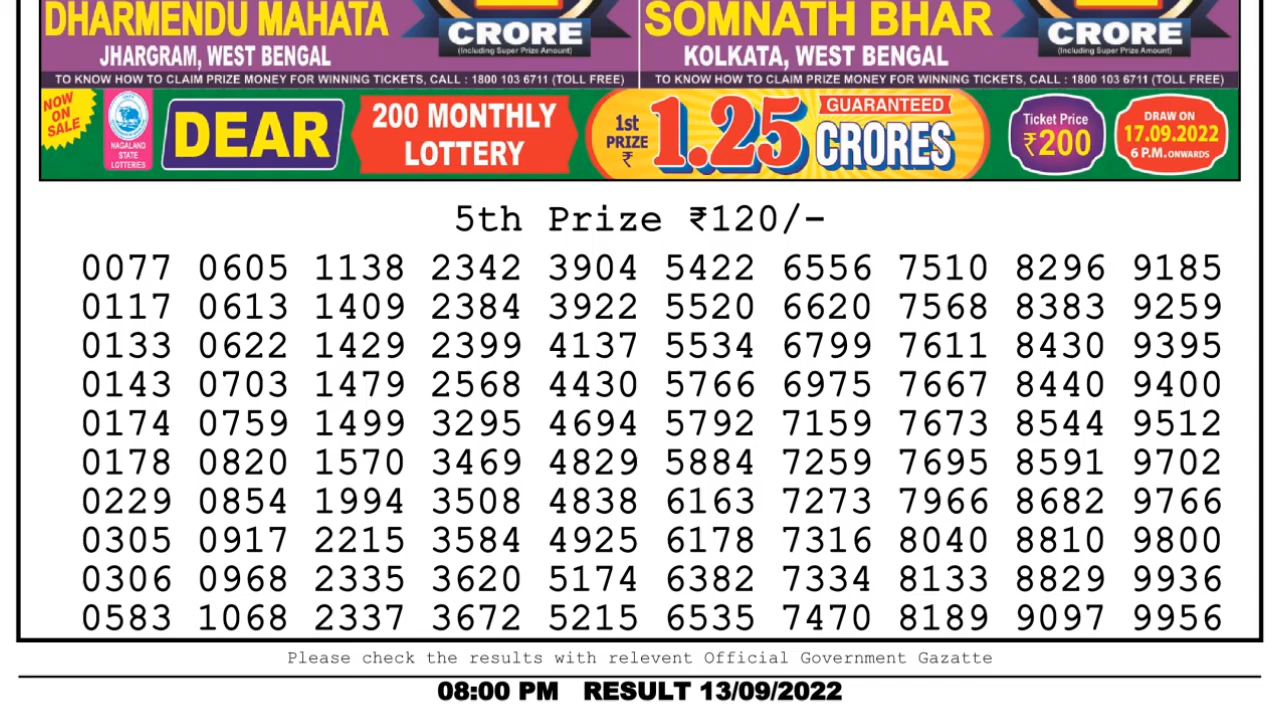 DHARMENDU MAHATA
CRORE
(Including Super Prize Amount)
JHARGRAM, WEST BENGAL
TO KNOW HOW TO CLAIM PRIZE MONEY FOR WINNING TICKETS, CALL : 1800 103 6711 (TOLL FREE)
SOMNATH BHAR
CRORE
(Including Super Prize Amount)
KOLKATA, WEST BENGAL
TO KNOW HOW TO CLAIM PRIZE MONEY FOR WINNING TICKETS, CALL : 1800 103 6711 (TOLL FREE)
NOW
ON
SALE
NAGALAND
STATE
LOTTERIES
DEAR
200 MONTHLY
LOTTERY
1st
PRIZE
₹
1.25
GUARANTEED
CRORES
Ticket Price
₹200
DRAW ON
17.09.2022
6 P.M. ONWARDS
5th Prize ₹120/-
0077 0605 1138 2342 3904 5422 6556 7510 8296 9185
0117 0613 1409 2384 3922 5520 6620 7568 8383 9259
0133 0622 1429 2399 4137 5534 6799 7611 8430 9395
0143 0703 1479 2568 4430 5766 6975 7667 8440 9400
0174 0759 1499 3295 4694 5792 7159 7673 8544 9512
0178 0820 1570 3469 4829 5884 7259 7695 8591 9702
0229 0854 1994 3508 4838 6163 7273 7966 8682 9766
0305 0917 2215 3584 4925 6178 7316 8040 8810 9800
0306 0968 2335 3620 5174 6382 7334 8133 8829 9936
0583 1068 2337 3672 5215 6535 7470 8189 9097 9956
Please check the results with relevent Official Government Gazatte
08:00 PM RESULT 13/09/2022